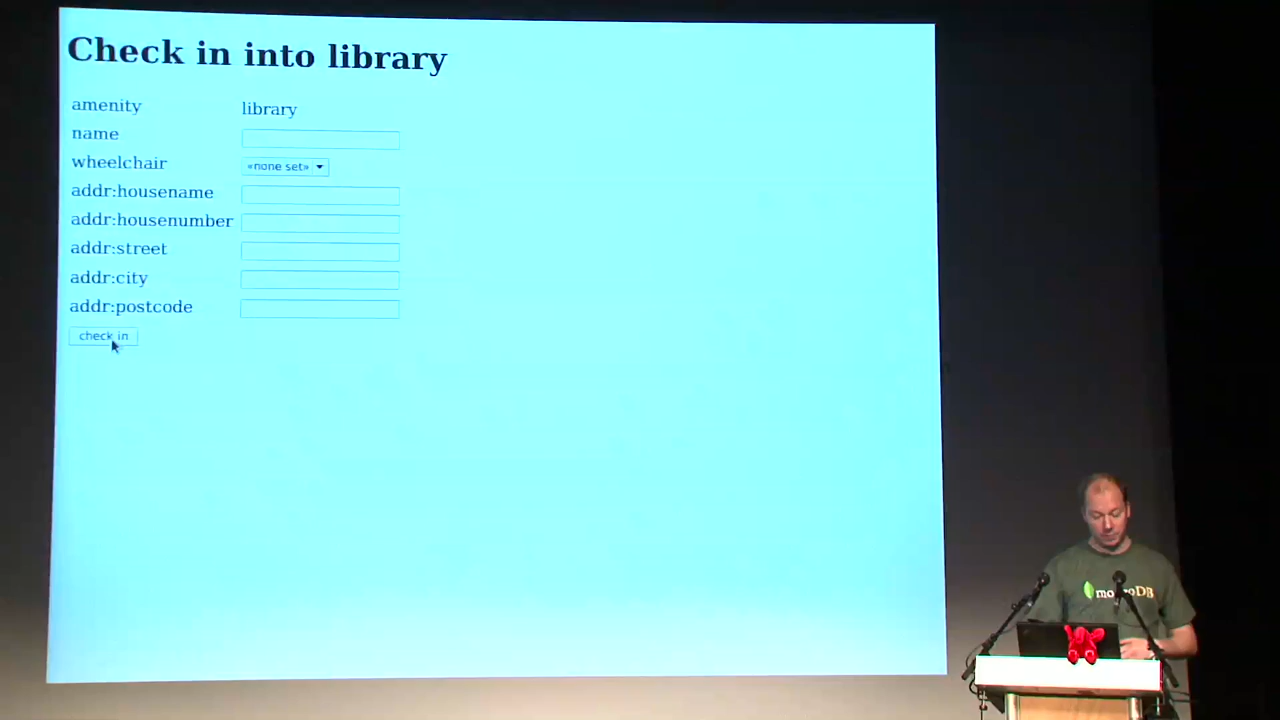 Check in into library
amenity library
name
wheelchair «none set»
addr:housename
addr:housenumber
addr:street
addr:city
addr:postcode
check in
mongoDB